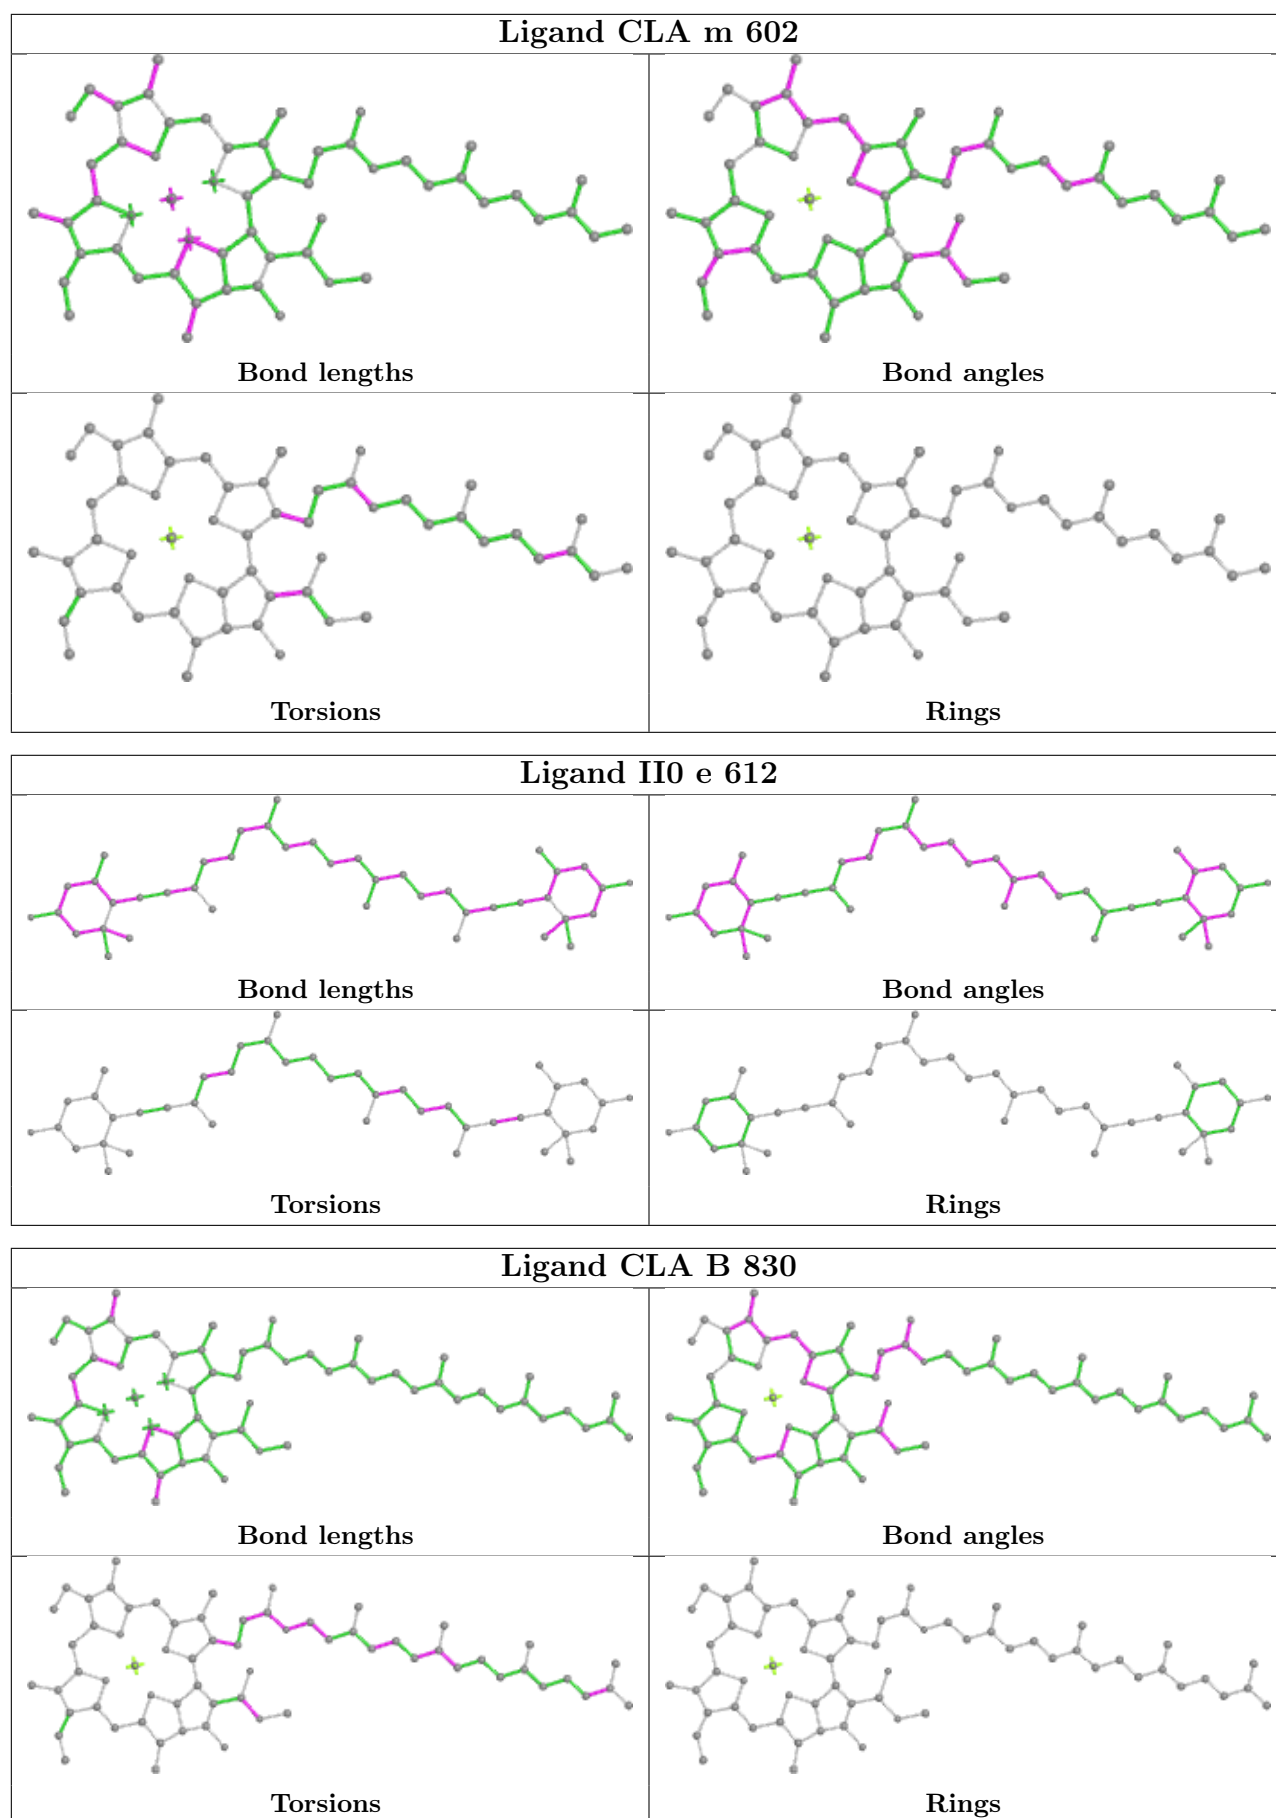 Ligand CLA m 602
Bond lengths
Bond angles
Torsions
Rings
Ligand II0 e 612
Bond lengths
Bond angles
Torsions
Rings
Ligand CLA B 830
Bond lengths
Bond angles
Torsions
Rings